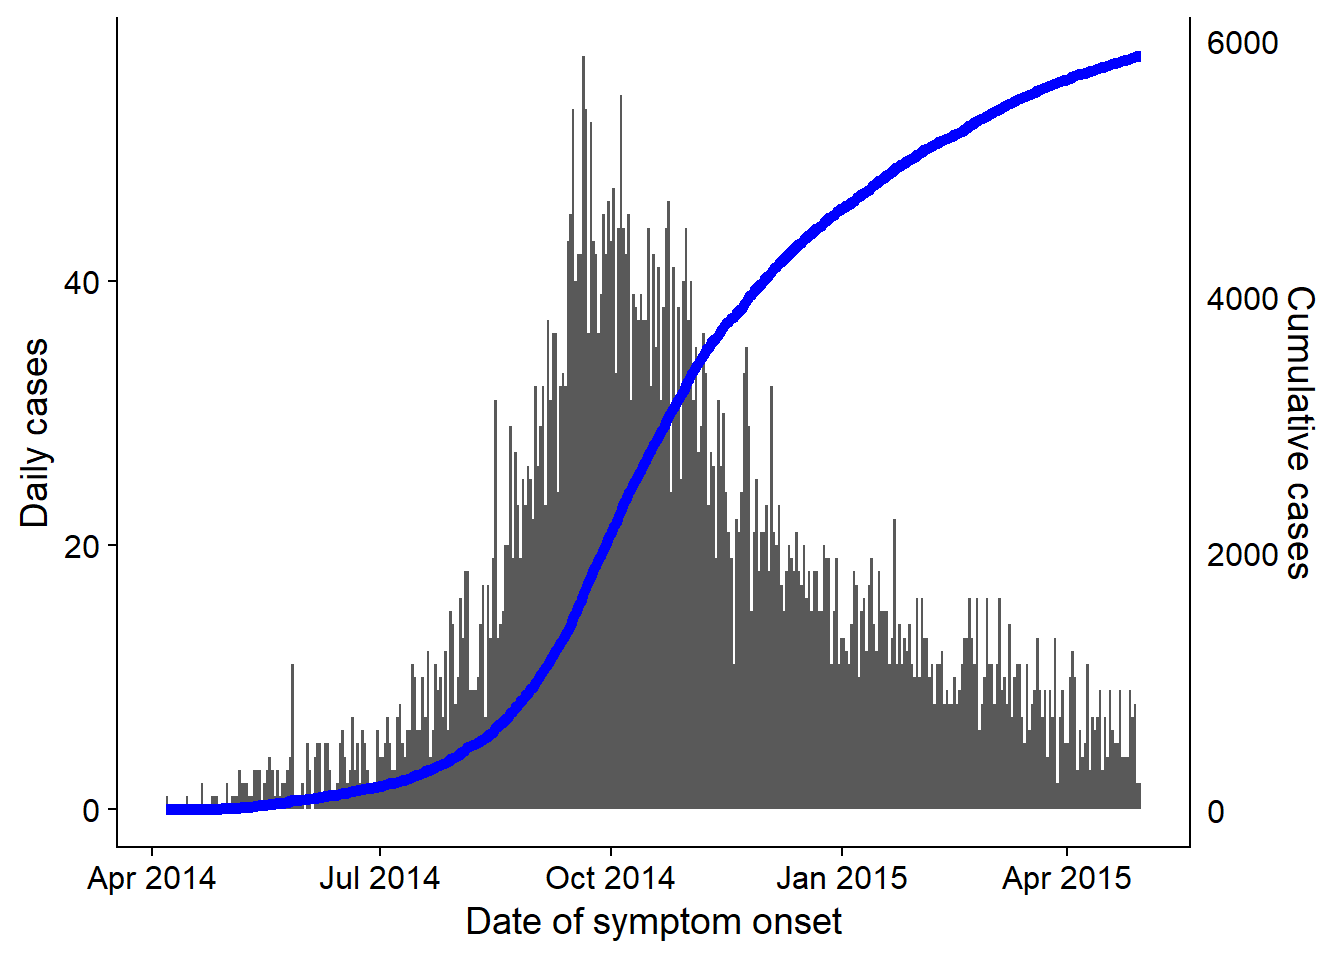 6000
4000
2000
0
40
20
0
Daily cases
Cumulative cases
Apr 2014
Jul 2014
Oct 2014
Jan 2015
Apr 2015
Date of symptom onset